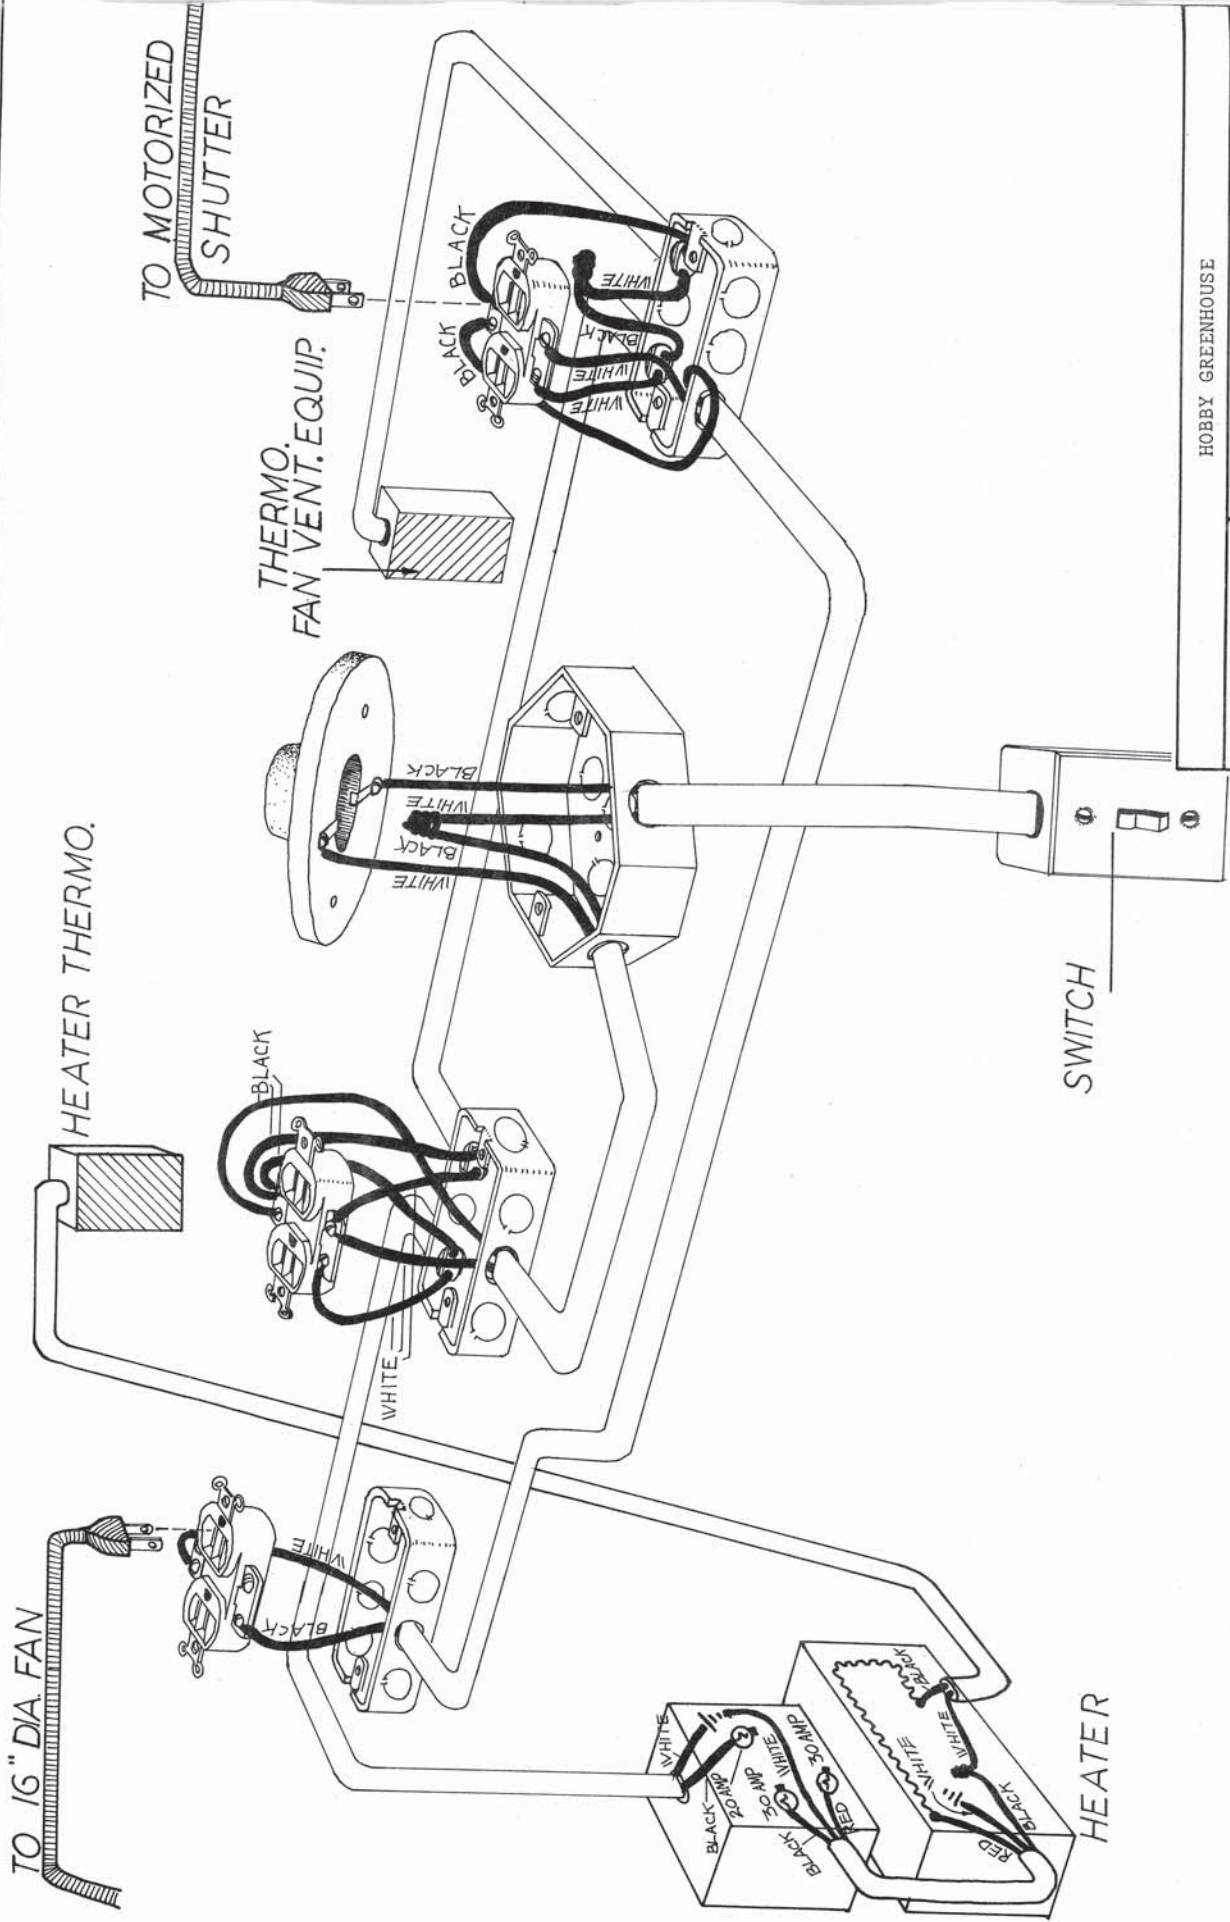 TO MOTORIZED
SHUTTER
THERMO.
FAN VENT. EQUIP.
BLACK
BLACK
WHITE
BLACK
WHITE
WHITE
HEATER THERMO.
BLACK
WHITE
BLACK
WHITE
BLACK
WHITE
SWITCH
TO 16" DIA. FAN
WHITE
BLACK
WHITE
BLACK
20 AMP
30 AMP
WHITE
30 AMP
BLACK
RED
BLACK
WHITE
WHITE
BLACK
RED
HEATER
HOBBY GREENHOUSE